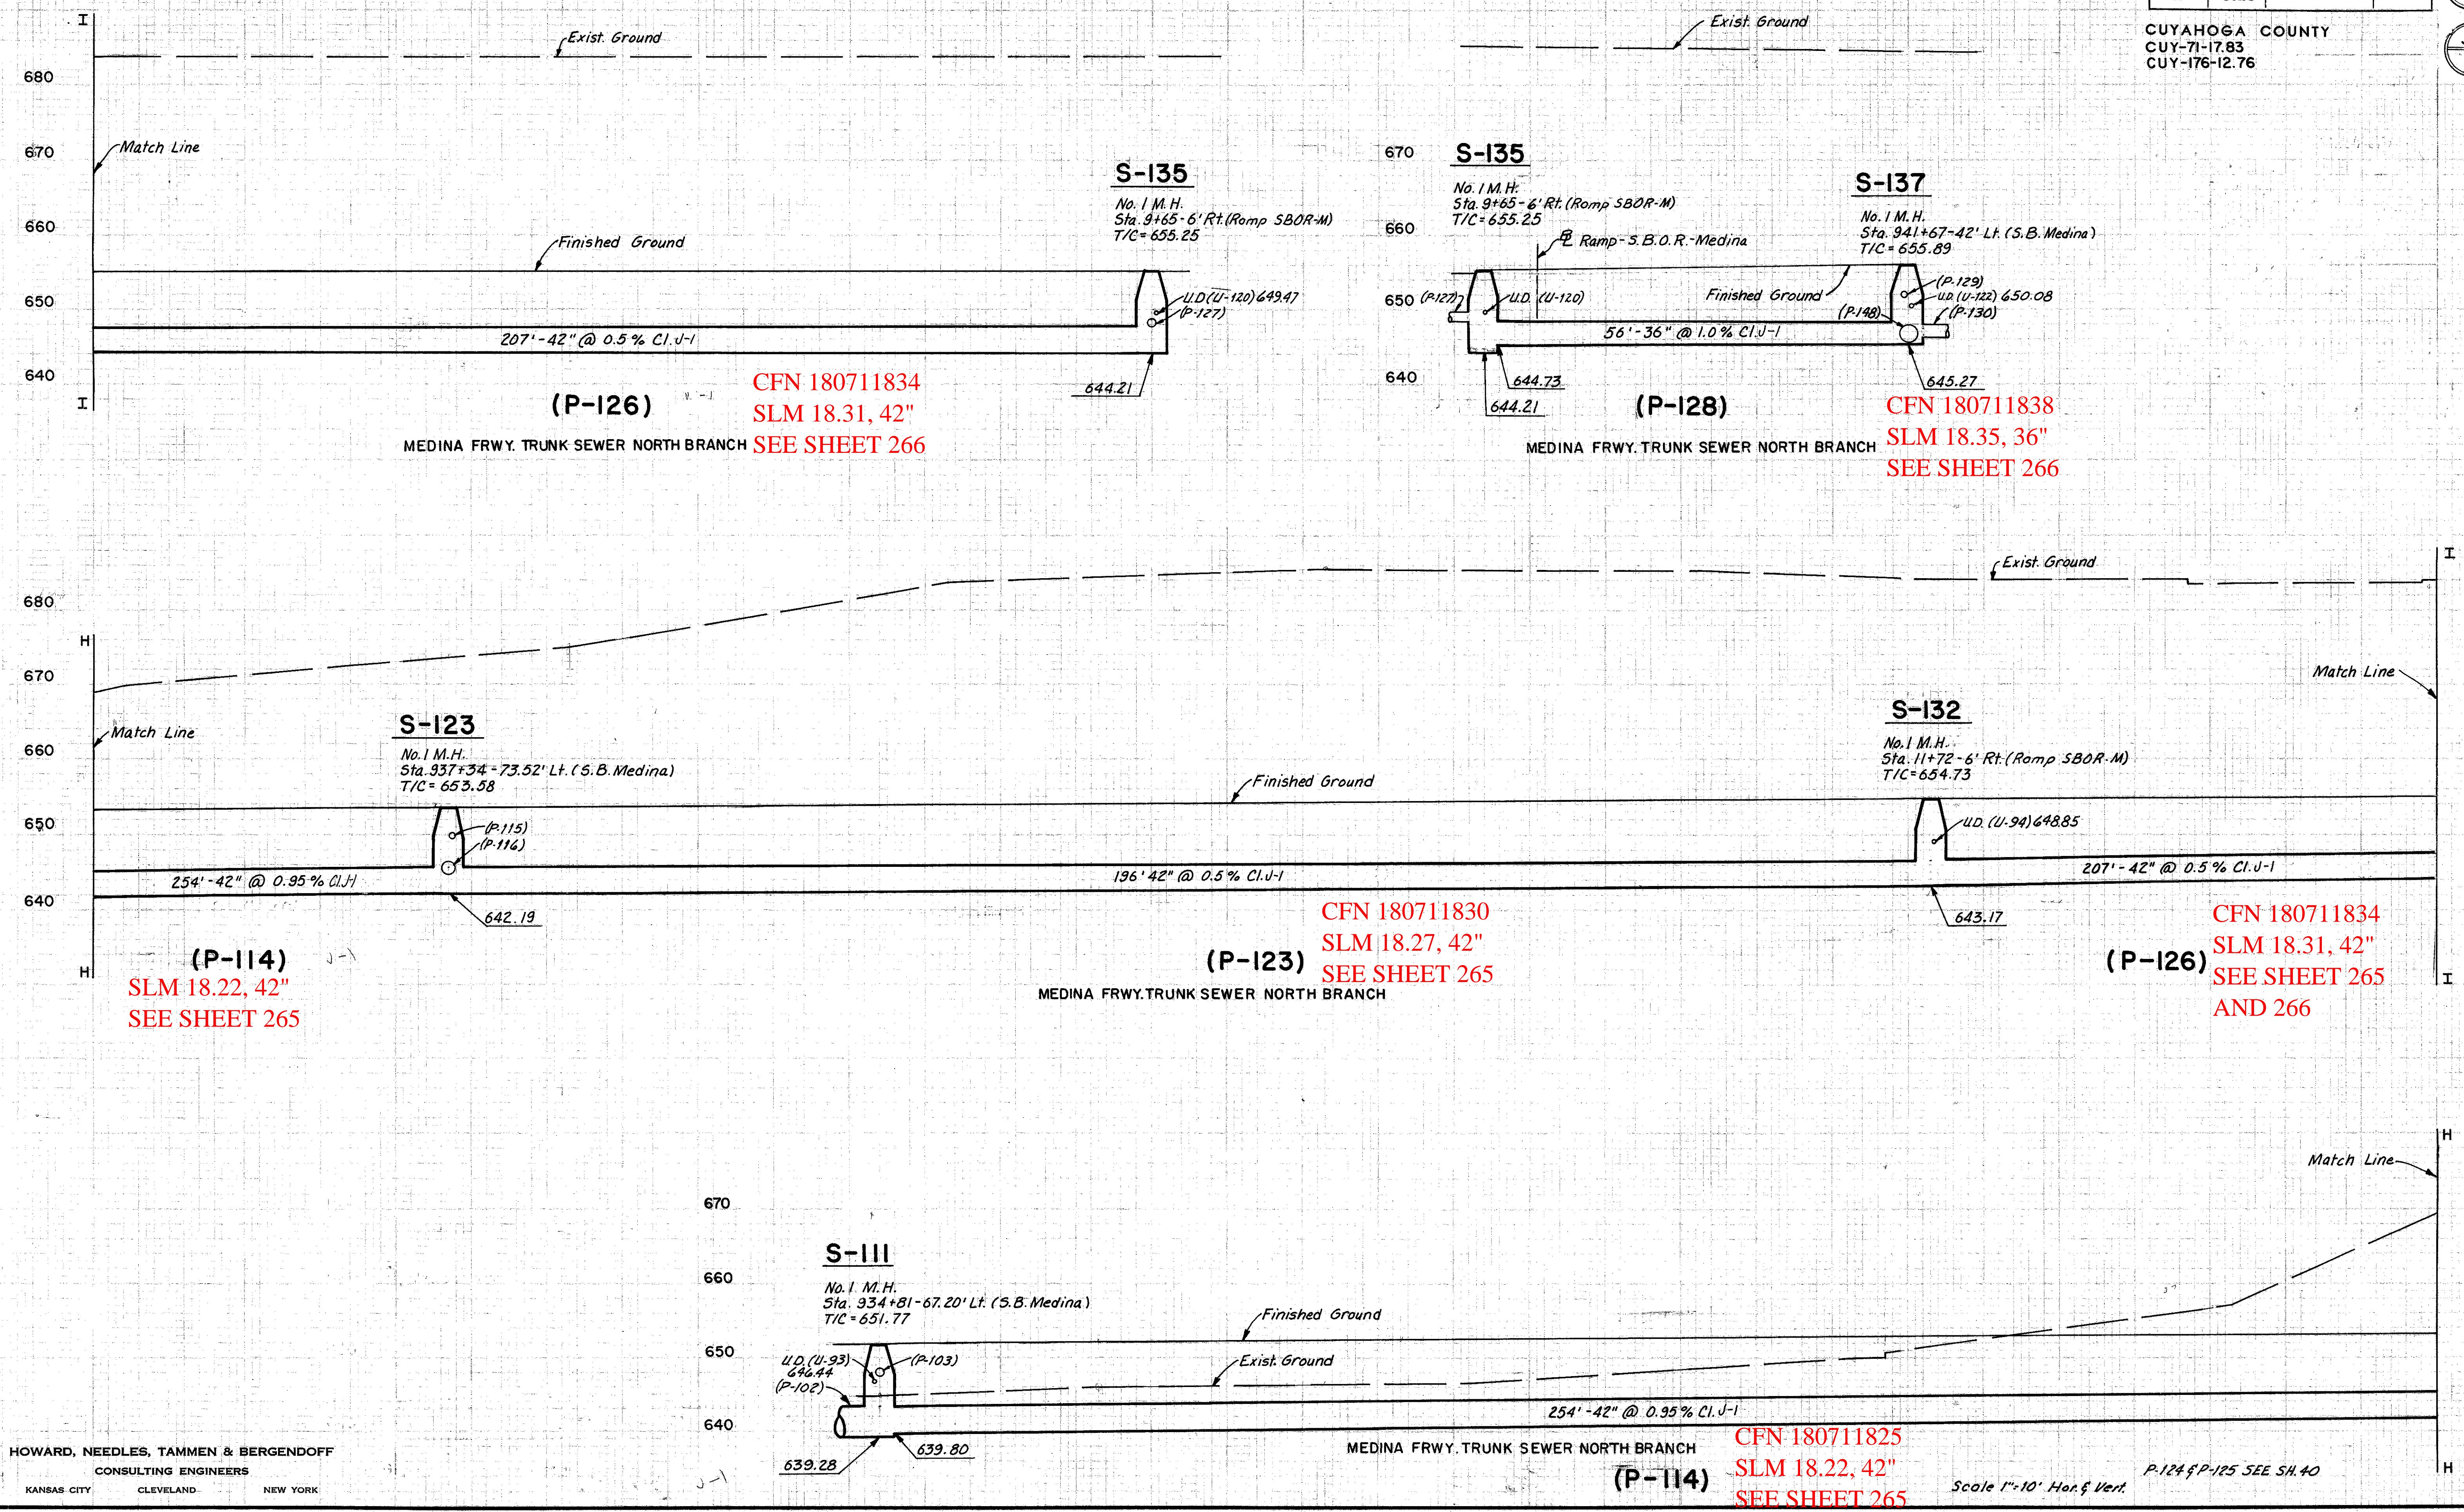 CUYAHOGA COUNTY
CUY-71-17.83
CUY-176-12.76
I
Exist. Ground
680
670
Match Line
660
Finished Ground
650
640
I
S-135
No. 1 M.H.
Sta. 9+65-6' Rt. (Ramp SBOR-M)
T/C=655.25
U.D (U-120) 649.47
(P-127)
207'-42" @ 0.5% Cl. J-1
644.21
(P-126)
CFN 180711834
SLM 18.31, 42"
SEE SHEET 266
MEDINA FRWY. TRUNK SEWER NORTH BRANCH
Exist. Ground
670
660
650
640
S-135
No. 1 M.H.
Sta. 9+65-6' Rt. (Ramp SBOR-M)
T/C=655.25
Ramp-S.B.O.R.-Medina
(P-127)
U.D. (U-120)
Finished Ground
S-137
No. 1 M.H.
Sta. 941+67-42' Lt. (S.B. Medina)
T/C=655.89
(P-129)
U.D. (U-122) 650.08
(P-148)
(P-130)
56'-36" @ 1.0% Cl. J-1
644.73
644.21
645.27
(P-128)
CFN 180711838
SLM 18.35, 36"
SEE SHEET 266
MEDINA FRWY. TRUNK SEWER NORTH BRANCH
I
Exist. Ground
680
H
670
Match Line
Match Line
660
650
640
S-123
No. 1 M.H.
Sta. 937+34-73.52' Lt. (S.B. Medina)
T/C=653.58
(P-115)
(P-116)
Finished Ground
S-132
No. 1 M.H.
Sta. 11+72-6' Rt. (Ramp SBOR-M)
T/C=654.73
U.D. (U-94) 648.85
254'-42" @ 0.95% Cl. J-1
196' 42" @ 0.5% Cl. J-1
207'-42" @ 0.5% Cl. J-1
642.19
643.17
H
(P-114)
J-1
SLM 18.22, 42"
SEE SHEET 265
(P-123)
CFN 180711830
SLM 18.27, 42"
SEE SHEET 265
MEDINA FRWY. TRUNK SEWER NORTH BRANCH
(P-126)
CFN 180711834
SLM 18.31, 42"
SEE SHEET 265
AND 266
I
H
Match Line
670
660
650
640
S-111
No. 1 M.H.
Sta. 934+81-67.20' Lt. (S.B. Medina)
T/C=651.77
U.D. (U-93)
646.44
(P-102)
(P-103)
Finished Ground
Exist. Ground
254'-42" @ 0.95% Cl. J-1
639.80
639.28
J-1
MEDINA FRWY. TRUNK SEWER NORTH BRANCH
(P-114)
CFN 180711825
SLM 18.22, 42"
SEE SHEET 265
Scale 1"=10' Hor. & Vert.
P-124 & P-125 SEE SH. 40
H
HOWARD, NEEDLES, TAMMEN & BERGENDOFF
CONSULTING ENGINEERS
KANSAS CITY CLEVELAND NEW YORK